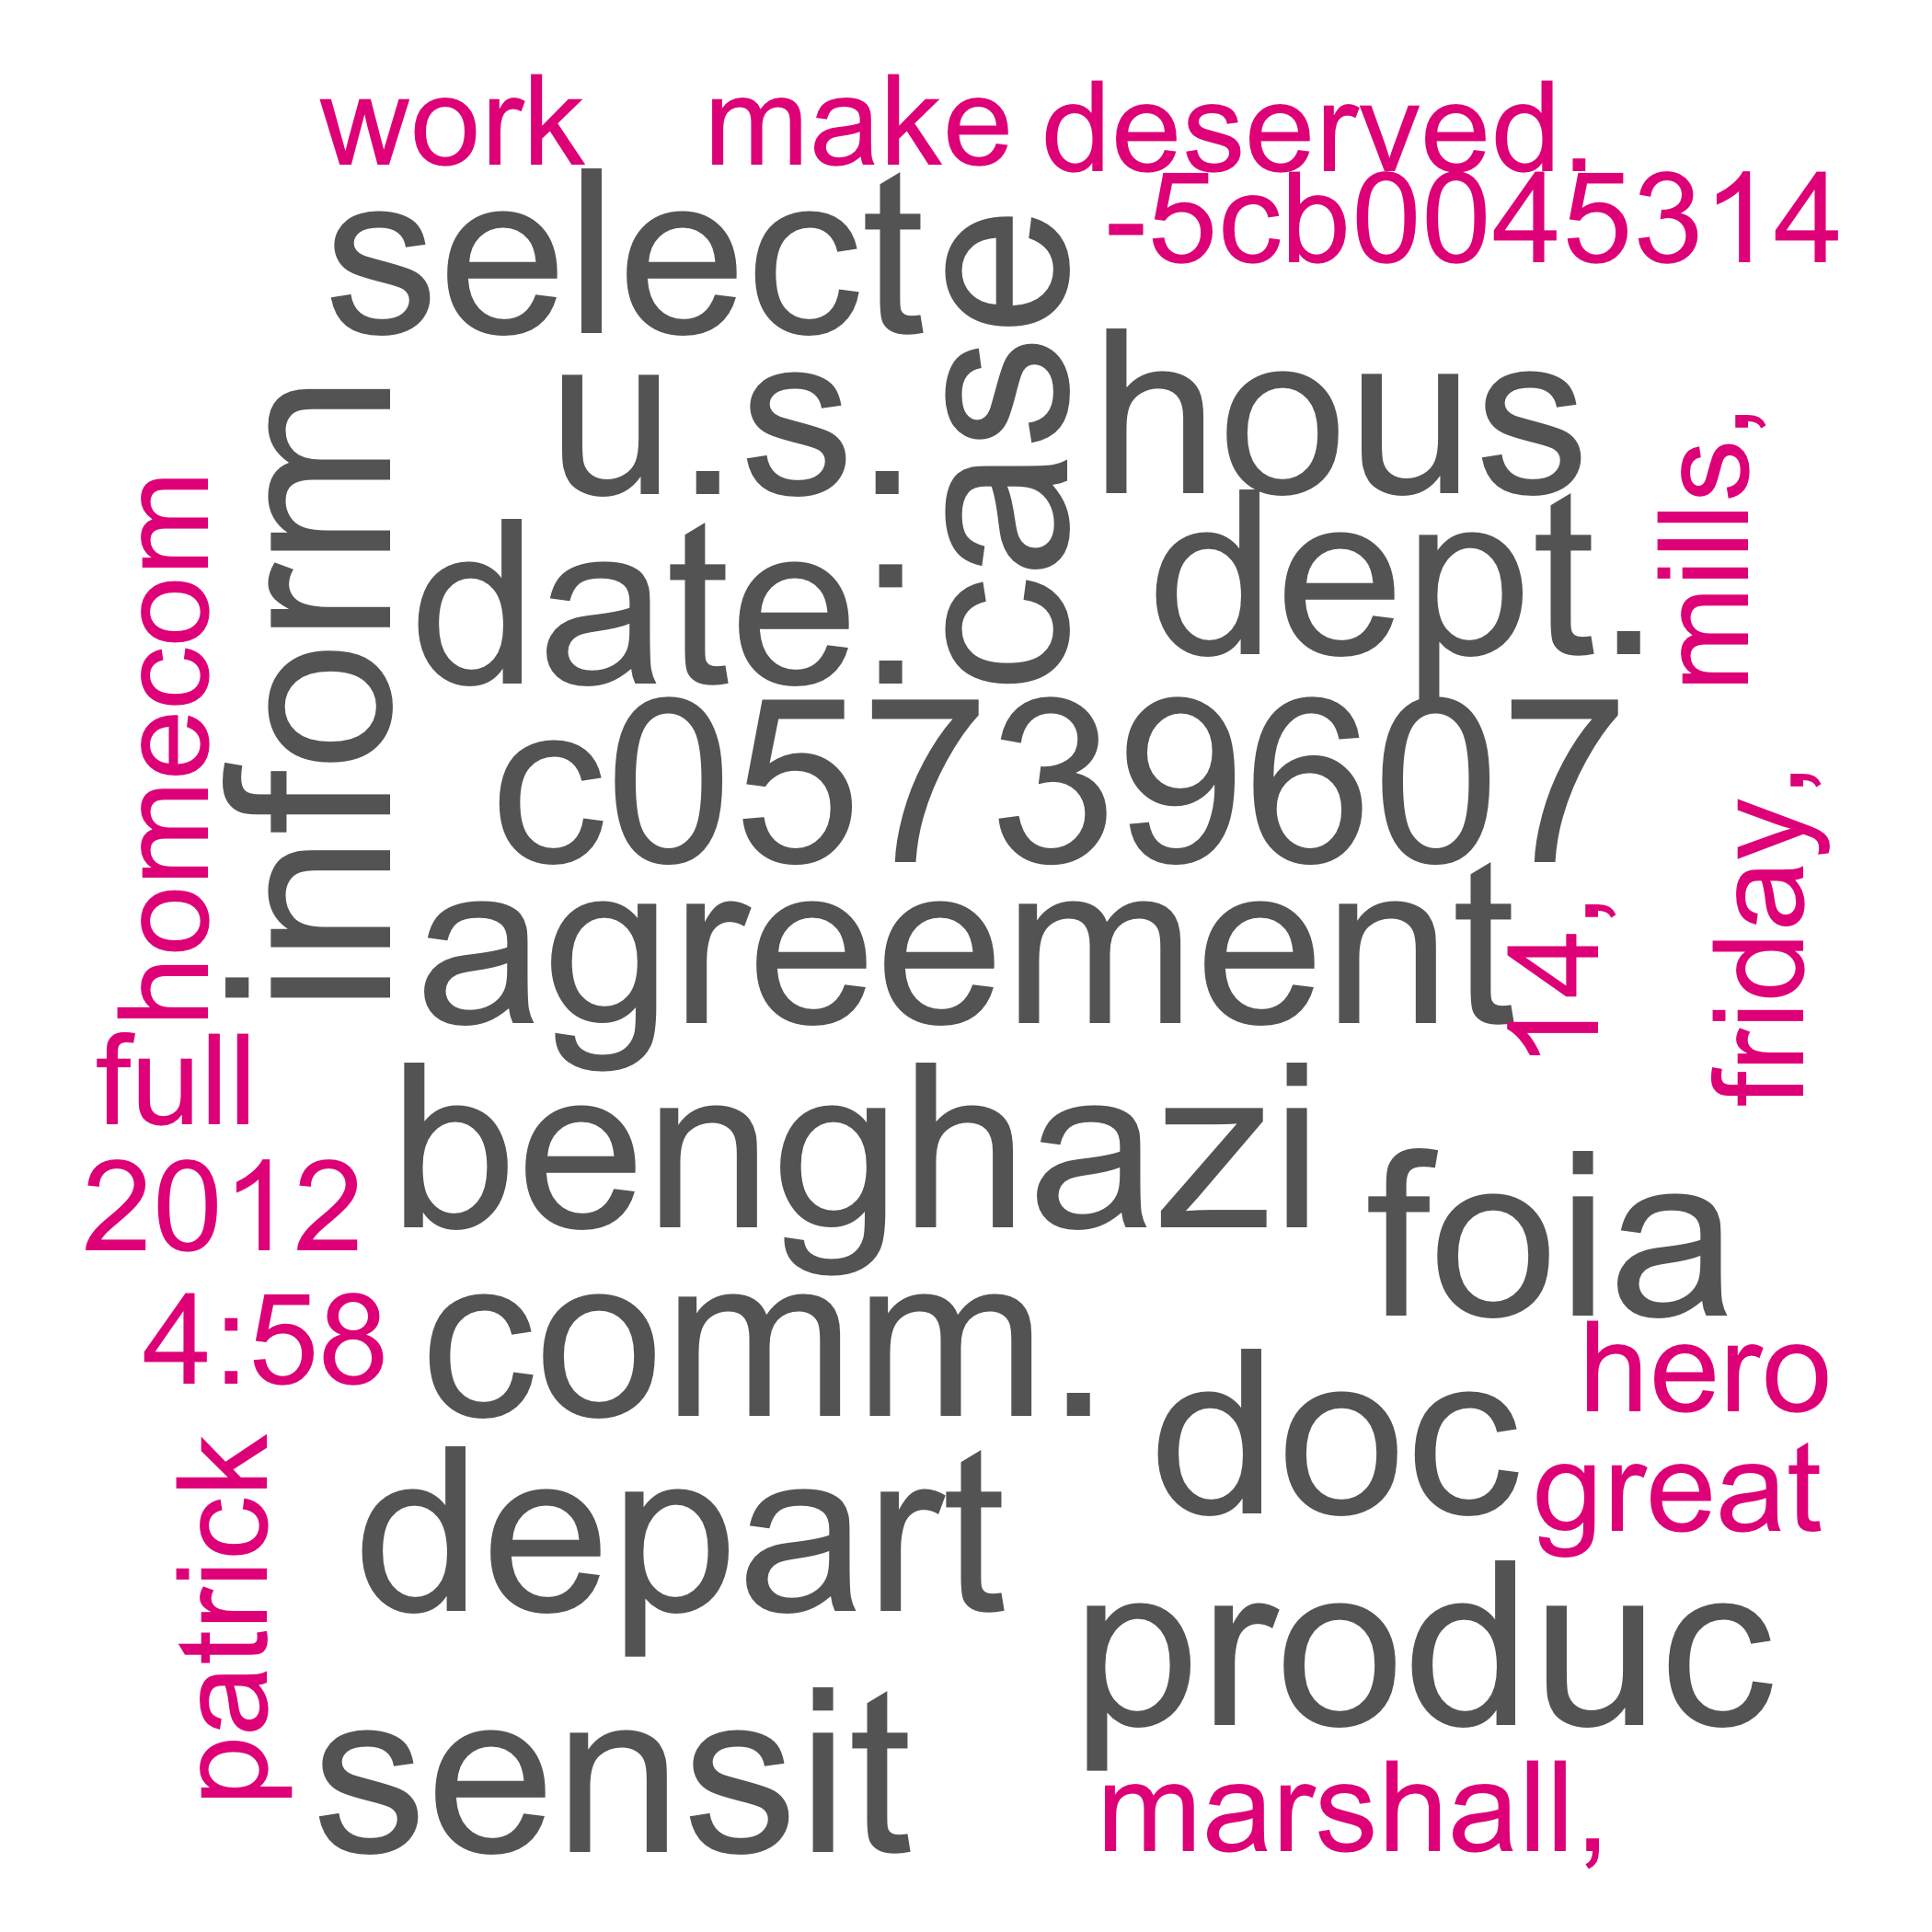 work make deserved.
-5cb0045314
select
case
u.s.
hous
mills,
inform
homecom
date:
dept.
c05739607
friday,
agreement
14,
full
benghazi
2012
foia
4:58
comm.
hero
doc
great
patrick
depart
produc
sensit
marshall,